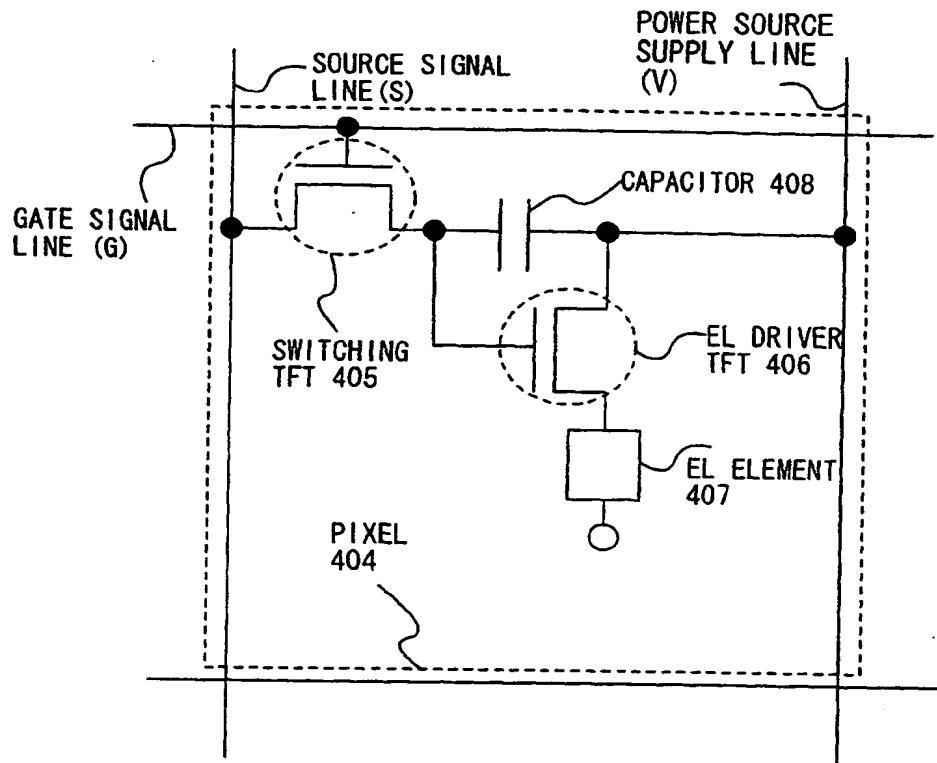 POWER SOURCE
SUPPLY LINE
(V)
SOURCE SIGNAL
LINE(S)
GATE SIGNAL
LINE (G)
CAPACITOR 408
SWITCHING
TFT 405
EL DRIVER
TFT 406
EL ELEMENT
407
PIXEL
404